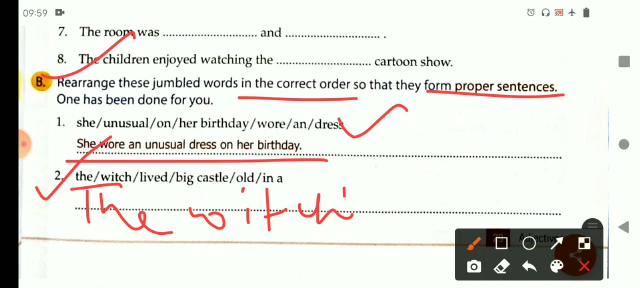 09:59
7. The room was ................................ and ................................ .
8. The children enjoyed watching the ................................ cartoon show.
B. Rearrange these jumbled words in the correct order so that they form proper sentences.
One has been done for you.
1. she/unusual/on/her birthday/wore/an/dress
She wore an unusual dress on her birthday.
2. the/witch/lived/big castle/old/in a
The witch